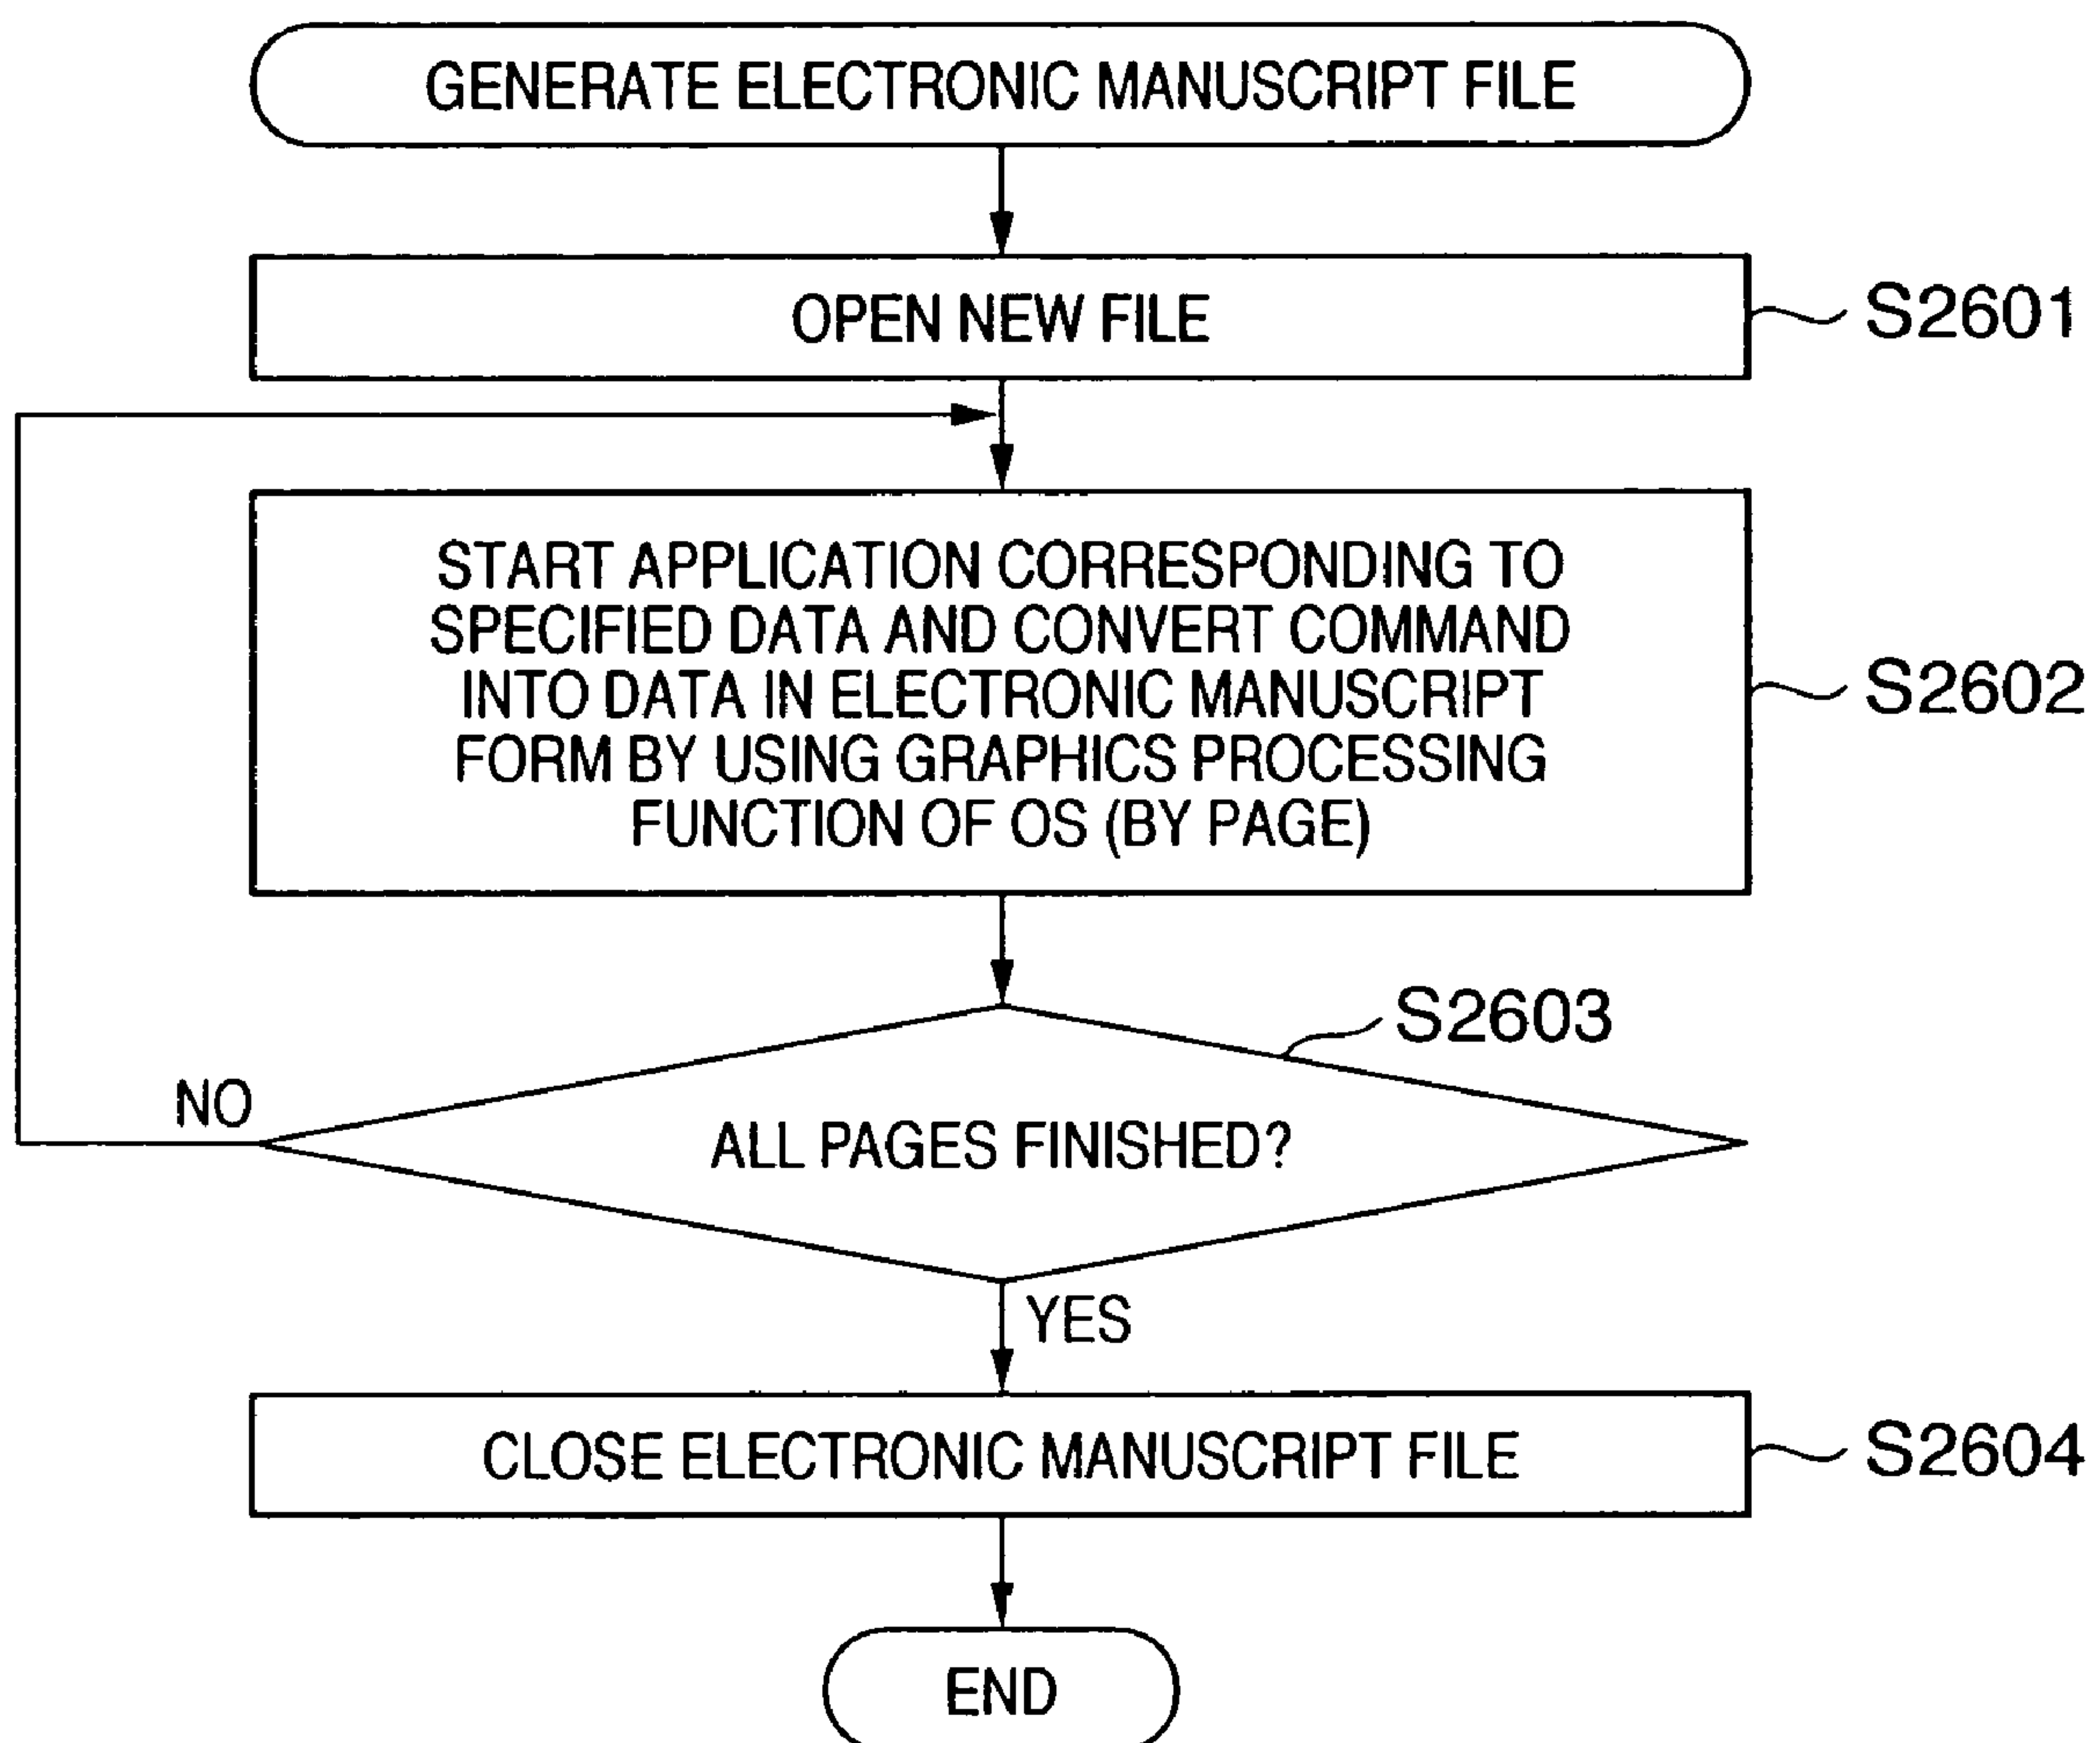 GENERATE ELECTRONIC MANUSCRIPT FILE
OPEN NEW FILE
S2601
START APPLICATION CORRESPONDING TO
SPECIFIED DATA AND CONVERT COMMAND
INTO DATA IN ELECTRONIC MANUSCRIPT
FORM BY USING GRAPHICS PROCESSING
FUNCTION OF OS (BY PAGE)
S2602
S2603
NO
ALL PAGES FINISHED?
YES
CLOSE ELECTRONIC MANUSCRIPT FILE
S2604
END